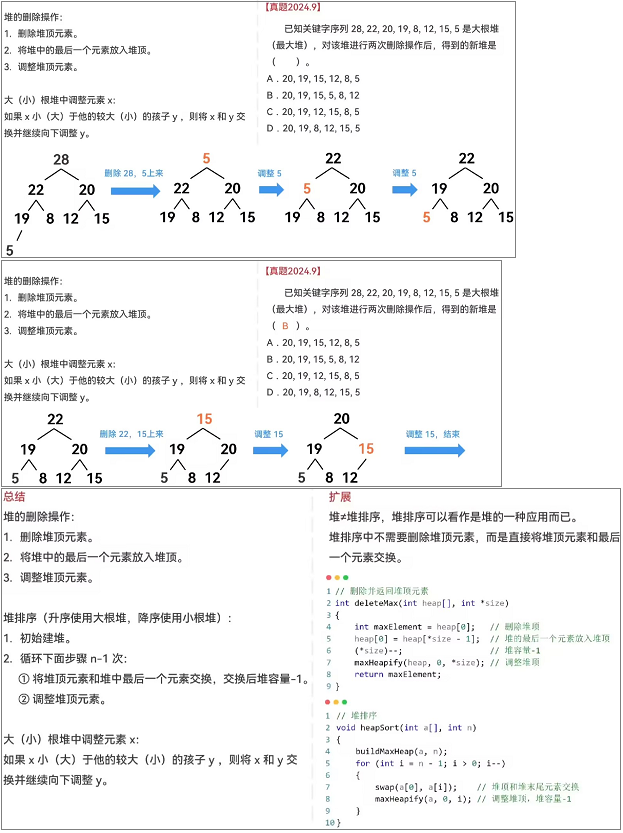 堆的删除操作:
1. 删除堆顶元素。
2. 将堆中的最后一个元素放入堆顶。
3. 调整堆顶元素。
大（小）根堆中调整元素 x:
如果 x 小（大）于他的较大（小）的孩子 y ，则将 x 和 y 交
换并继续向下调整 y。
【真题2024.9】
已知关键字序列 28, 22, 20, 19, 8, 12, 15, 5 是大根堆
（最大堆），对该堆进行两次删除操作后，得到的新堆是
（　　）。
A．20, 19, 15, 12, 8, 5
B．20, 19, 15, 5, 8, 12
C．20, 19, 12, 15, 8, 5
D．20, 19, 8, 12, 15, 5
28 删除 28，5上来 5 调整 5 22 调整 5 22
22 20 22 20 5 20 19 20
19 8 12 15 19 8 12 15 19 8 12 15 5 8 12 15
5
堆的删除操作:
1. 删除堆顶元素。
2. 将堆中的最后一个元素放入堆顶。
3. 调整堆顶元素。
大（小）根堆中调整元素 x:
如果 x 小（大）于他的较大（小）的孩子 y ，则将 x 和 y 交
换并继续向下调整 y。
【真题2024.9】
已知关键字序列 28, 22, 20, 19, 8, 12, 15, 5 是大根堆
（最大堆），对该堆进行两次删除操作后，得到的新堆是
（ B ）。
A．20, 19, 15, 12, 8, 5
B．20, 19, 15, 5, 8, 12
C．20, 19, 12, 15, 8, 5
D．20, 19, 8, 12, 15, 5
22 删除 22，15上来 15 调整 15 20 调整 15，结束
19 20 19 20 19 15
5 8 12 15 5 8 12 5 8 12
总结
堆的删除操作:
1. 删除堆顶元素。
2. 将堆中的最后一个元素放入堆顶。
3. 调整堆顶元素。
堆排序（升序使用大根堆，降序使用小根堆）:
1. 初始建堆。
2. 循环下面步骤 n-1 次:
① 将堆顶元素和堆中最后一个元素交换，交换后堆容量-1。
② 调整堆顶元素。
大（小）根堆中调整元素 x:
如果 x 小（大）于他的较大（小）的孩子 y ，则将 x 和 y 交
换并继续向下调整 y。
扩展
堆≠堆排序，堆排序可以看作是堆的一种应用而已。
堆排序中不需要删除堆顶元素，而是直接将堆顶元素和最后
一个元素交换。
1 // 删除并返回堆顶元素
2 int deleteMax(int heap[], int *size)
3 {
4 int maxElement = heap[0]; // 删除堆顶
5 heap[0] = heap[*size - 1]; // 堆的最后一个元素放入堆顶
6 (*size)--; // 堆容量-1
7 maxHeapify(heap, 0, *size); // 调整堆顶
8 return maxElement;
9 }
1 // 堆排序
2 void heapSort(int a[], int n)
3 {
4 buildMaxHeap(a, n);
5 for (int i = n - 1; i > 0; i--)
6 {
7 swap(a[0], a[i]); // 堆顶和堆末尾元素交换
8 maxHeapify(a, 0, i); // 调整堆顶，堆容量-1
9 }
10 }